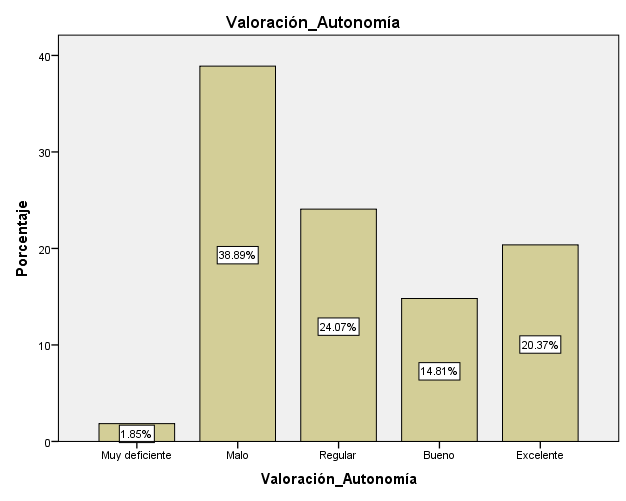 Valoración_Autonomía
40
30
20
10
0
Porcentaje
38.89%
24.07%
20.37%
14.81%
1.85%
Muy deficiente Malo Regular Bueno Excelente
Valoración_Autonomía